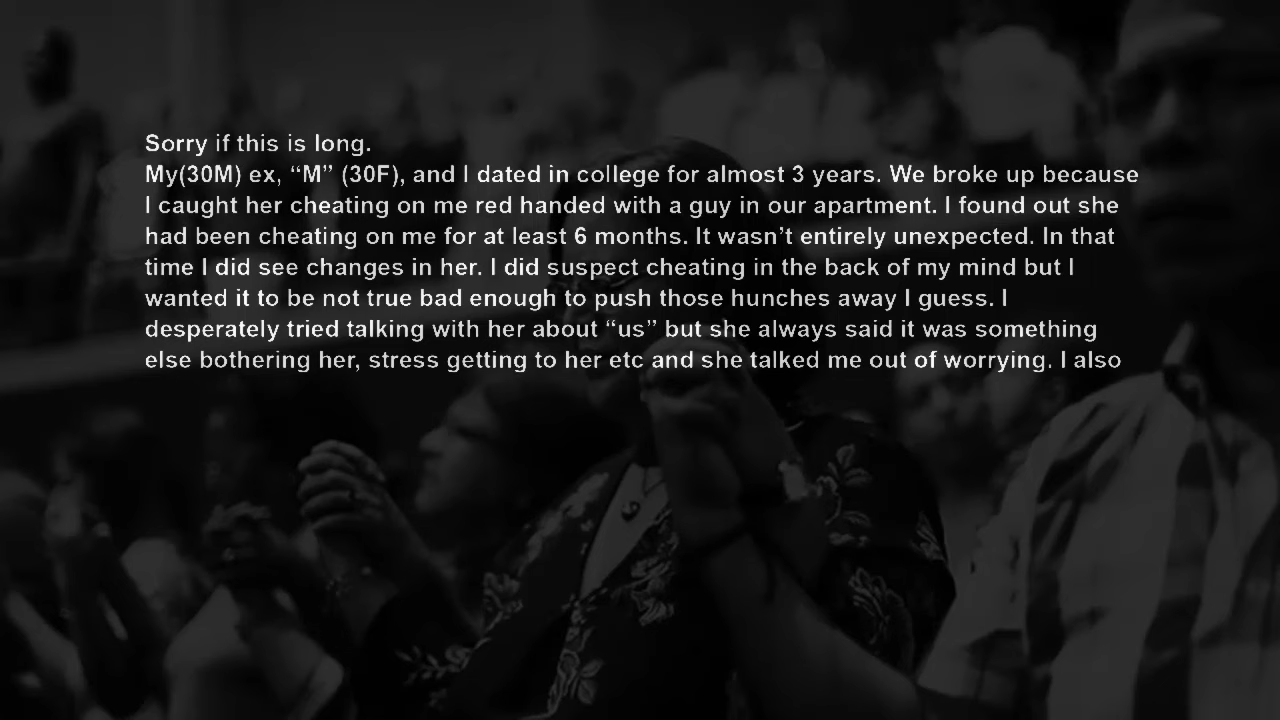 Sorry if this is long.
My(30M) ex, “M” (30F), and I dated in college for almost 3 years. We broke up because
I caught her cheating on me red handed with a guy in our apartment. I found out she
had been cheating on me for at least 6 months. It wasn’t entirely unexpected. In that
time I did see changes in her. I did suspect cheating in the back of my mind but I
wanted it to be not true bad enough to push those hunches away I guess. I
desperately tried talking with her about “us” but she always said it was something
else bothering her, stress getting to her etc and she talked me out of worrying. I also